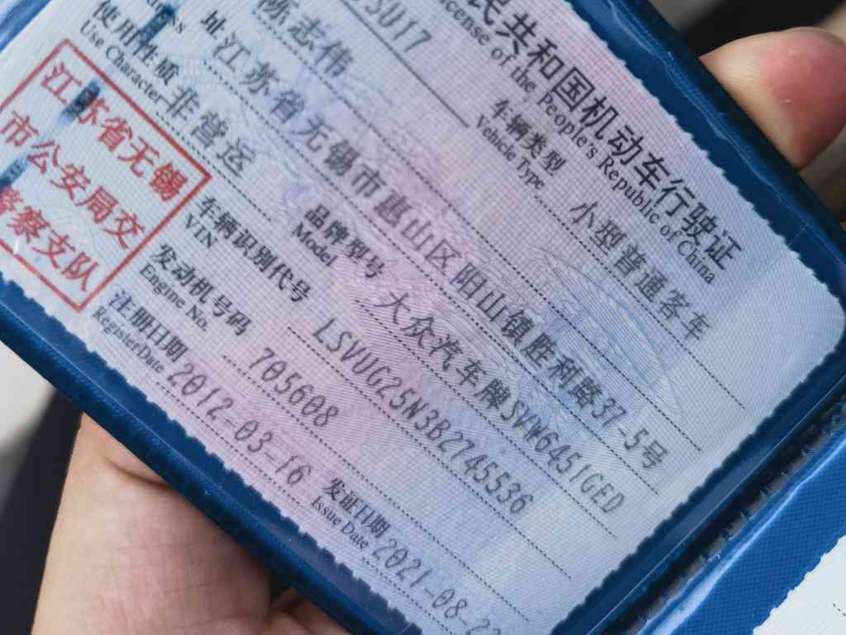 民共和国机动车行驶证
License of the People's Republic of China
5U17
车辆类型
Vehicle Type
小型普通客车
陈志伟
址
江苏省无锡市惠山区阳山镇胜利路37-5号
使用性质
Use Character
非营运
品牌型号
Model
大众汽车牌SVW6451GED
车辆识别代号
VIN
LSVUG25N3B2745536
发动机号码
Engine No.
705608
注册日期
Register Date
2012-03-16
发证日期
Issue Date
2021-08-2
江苏省无锡
市公安局交
警察支队